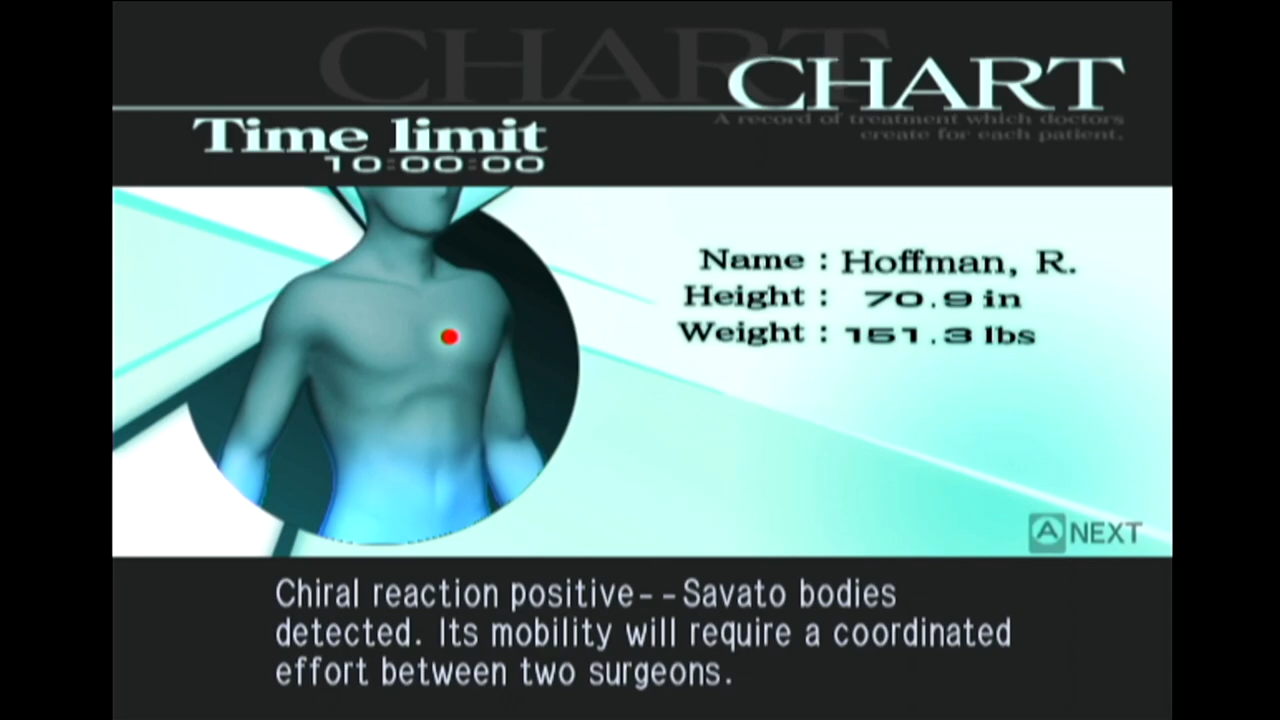 CHART
CHART
A record of treatment which doctors
create for each patient.
Time limit
10:00:00
Name : Hoffman, R.
Height : 70.9 in
Weight : 151.3 lbs
A NEXT
Chiral reaction positive--Savato bodies
detected. Its mobility will require a coordinated
effort between two surgeons.